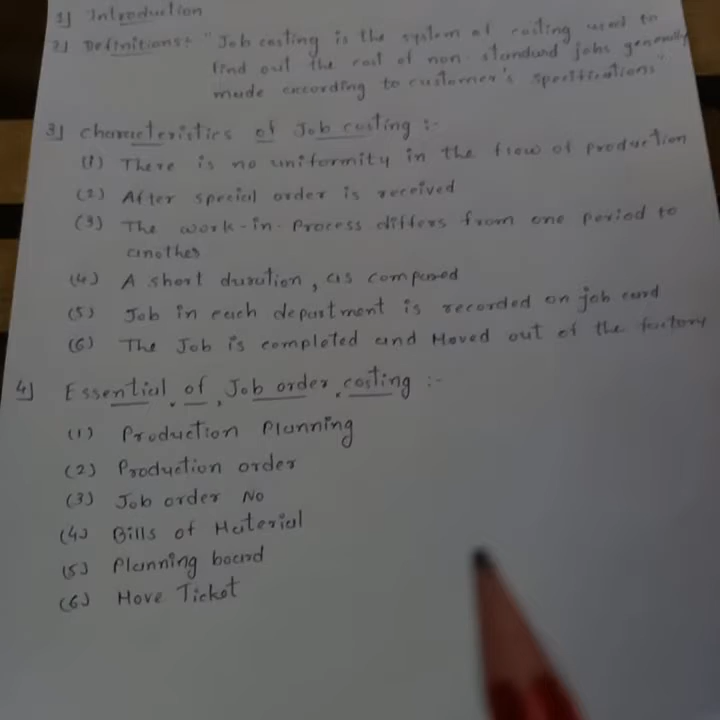 1] Introduction
2] Definitions:- "Job costing is the system of costing used to
find out the cost of non-standard jobs generally
made according to customer's specifications"
3] Characteristics of Job costing :-
(1) There is no uniformity in the flow of production
(2) After special order is received
(3) The work-in-Process differs from one period to
another
(4) A short duration, as compared
(5) Job in each department is recorded on job card
(6) The Job is completed and Moved out of the factory
4] Essential of Job order costing :-
(1) Production Planning
(2) Production order
(3) Job order No
(4) Bills of Material
(5) Planning board
(6) Move Ticket